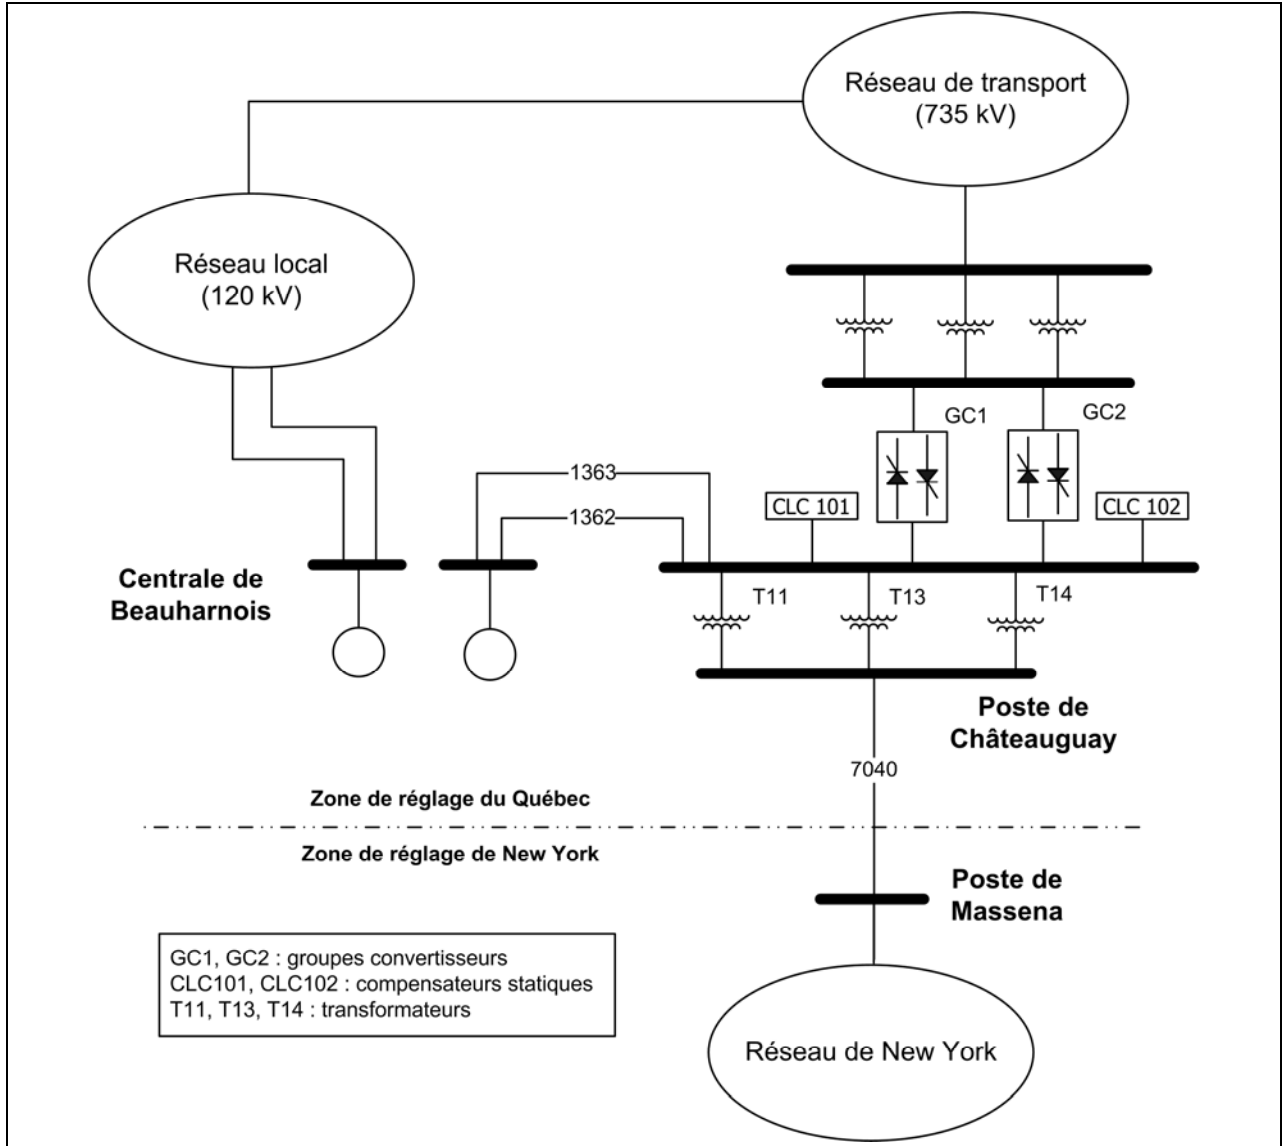 Réseau de transport
(735 kV)
Réseau local
(120 kV)
GC1
GC2
1363
1362
CLC 101
CLC 102
Centrale de
Beauharnois
T11
T13
T14
Poste de
Châteauguay
7040
Zone de réglage du Québec
Zone de réglage de New York
Poste de
Massena
GC1, GC2 : groupes convertisseurs
CLC101, CLC102 : compensateurs statiques
T11, T13, T14 : transformateurs
Réseau de New York